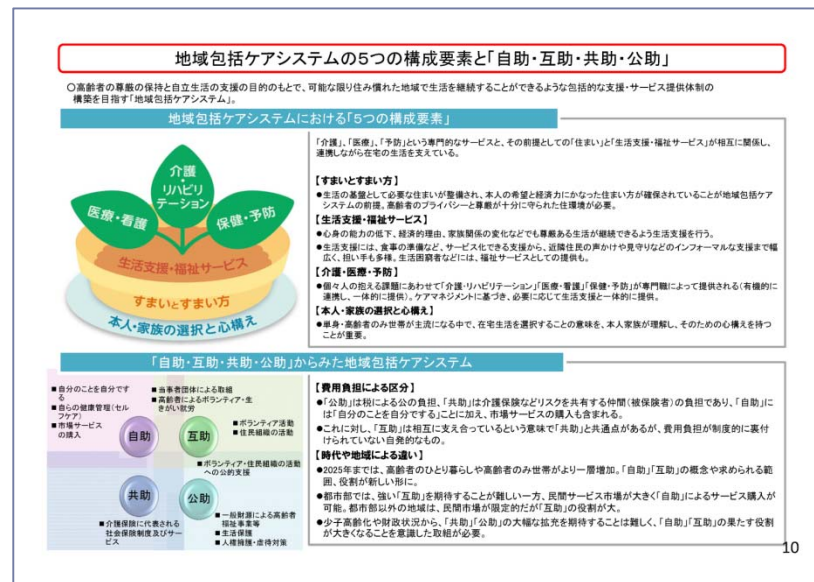 地域包括ケアシステムの5つの構成要素と「自助・互助・共助・公助」
○高齢者の尊厳の保持と自立生活の支援の目的のもとで、可能な限り住み慣れた地域で生活を継続することができるような包括的な支援・サービス提供体制の
構築を目指す「地域包括ケアシステム」。
地域包括ケアシステムにおける「5つの構成要素」
介護・
リハビリ
テーション
医療・看護
保健・予防
生活支援・福祉サービス
すまいとすまい方
本人・家族の選択と心構え
「介護」、「医療」、「予防」という専門的なサービスと、その前提としての「住まい」と「生活支援・福祉サービス」が相互に関係し、
連携しながら在宅の生活を支えている。
【すまいとすまい方】
●生活の基盤として必要な住まいが整備され、本人の希望と経済力にかなった住まい方が確保されていることが地域包括ケア
システムの前提。高齢者のプライバシーと尊厳が十分に守られた住環境が必要。
【生活支援・福祉サービス】
●心身の能力の低下、経済的理由、家族関係の変化などでも尊厳ある生活が継続できるよう生活支援を行う。
●生活支援には、食事の準備など、サービス化できる支援から、近隣住民の声かけや見守りなどのインフォーマルな支援まで幅
広く、担い手も多様。生活困窮者などには、福祉サービスとしての提供も。
【介護・医療・予防】
●個々人の抱える課題にあわせて「介護・リハビリテーション」「医療・看護」「保健・予防」が専門職によって提供される(有機的に
連携し、一体的に提供)。ケアマネジメントに基づき、必要に応じて生活支援と一体的に提供。
【本人・家族の選択と心構え】
●単身・高齢者のみ世帯が主流になる中で、在宅生活を選択することの意味を、本人家族が理解し、そのための心構えを持つ
ことが重要。
「自助・互助・共助・公助」からみた地域包括ケアシステム
■自分のことを自分です
る
■自らの健康管理(セル
フケア)
■市場サービス
の購入
■当事者団体による取組
■高齢者によるボランティア・生
きがい就労
■ボランティア活動
■住民組織の活動
自助
互助
■ボランティア・住民組織の活動
への公的支援
共助
公助
■介護保険に代表される
社会保険制度及びサー
ビス
■一般財源による高齢者
福祉事業等
■生活保護
■人権擁護・虐待対策
【費用負担による区分】
●「公助」は税による公の負担、「共助」は介護保険などリスクを共有する仲間(被保険者)の負担であり、「自助」に
は「自分のことを自分でする」ことに加え、市場サービスの購入も含まれる。
●これに対し、「互助」は相互に支え合っているという意味で「共助」と共通点があるが、費用負担が制度的に裏付
けられていない自発的なもの。
【時代や地域による違い】
●2025年までは、高齢者のひとり暮らしや高齢者のみ世帯がより一層増加。「自助」「互助」の概念や求められる範
囲、役割が新しい形に。
●都市部では、強い「互助」を期待することが難しい一方、民間サービス市場が大きく「自助」によるサービス購入が
可能。都市部以外の地域は、民間市場が限定的だが「互助」の役割が大。
●少子高齢化や財政状況から、「共助」「公助」の大幅な拡充を期待することは難しく、「自助」「互助」の果たす役割
が大きくなることを意識した取組が必要。
10